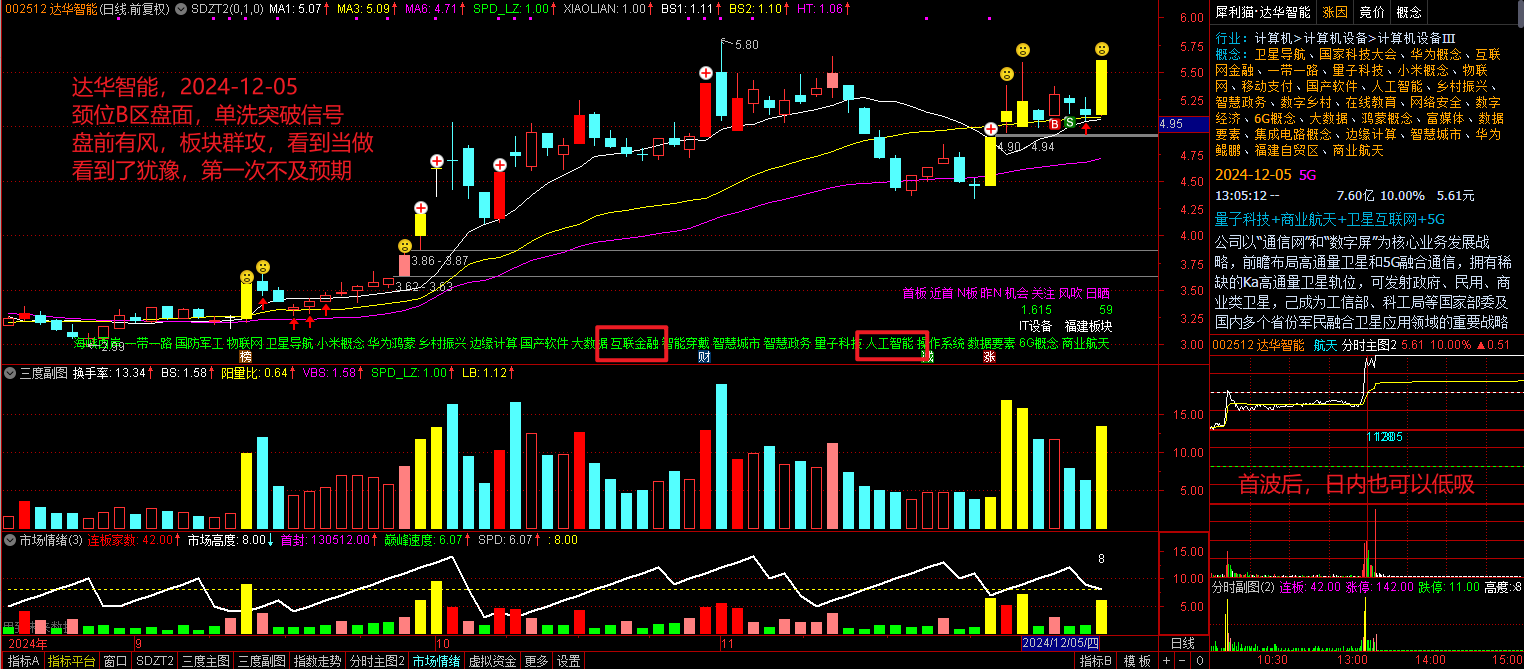 002512 达华智能(日线.前复权) SDZT2(0,1,0) MA1: 5.07↑ MA3: 5.09↑ MA6: 4.71↑ SPD_LZ: 1.00↑ XIAOLIAN: 1.00↑ BS1: 1.11↑ BS2: 1.10↑ HT: 1.06↑
达华智能，2024-12-05
颈位B区盘面，单洗突破信号
盘前有风，板块群攻，看到当做
看到了犹豫，第一次不及预期
5.80
4.90 - 4.94
3.86 - 3.87
3.62 - 3.63
B
S
首板 近首 N板 昨N 机会 关注 风吹 日晒
1.615 59
IT设备 福建板块
一带一路 国防军工 物联网 卫星导航 小米概念 华为鸿蒙 乡村振兴 边缘计算 国产软件 大数据 互联金融 智能穿戴 智慧城市 智慧政务 量子科技 人工智能 操作系统 数据要素 6G概念 商业航天
榜
财
涨
6.00
5.75
5.50
5.25
4.95
4.75
4.50
4.25
4.00
3.75
3.50
3.25
3.00
三度副图 换手率: 13.34↑ BS: 1.58↑ 阳量比: 0.64↑ VBS: 1.58↑ SPD_LZ: 1.00↑ LB: 1.12↑
15.00
10.00
5.00
市场情绪(3) 连板家数: 42.00↑ 市场高度: 8.00↓ 首封: 130512.00↑ 巅峰速度: 6.07↑ SPD: 6.07↑ : 8.00
8
15.00
10.00
5.00
2024年 9 10 11 2024/12/05/四 日线
指标A 指标平台 窗口 SDZT2 三度主图 三度副图 指数走势 分时主图2 市场情绪 虚拟资金 更多 设置 指标B 模板 + - 0
犀利猫·达华智能 涨因 竞价 概念
行业: 计算机>计算机设备>计算机设备III
概念: 卫星导航、国家科技大会、华为概念、互联
网金融、一带一路、量子科技、小米概念、物联
网、移动支付、国产软件、人工智能、乡村振兴、
智慧政务、数字乡村、在线教育、网络安全、数字
经济、6G概念、大数据、鸿蒙概念、富媒体、数据
要素、集成电路概念、边缘计算、智慧城市、华为
鲲鹏、福建自贸区、商业航天
2024-12-05 5G
13:05:12 -- 7.60亿 10.00% 5.61元
量子科技+商业航天+卫星互联网+5G
公司以“通信网”和“数字屏”为核心业务发展战
略，前瞻布局高通量卫星和5G融合通信，拥有稀
缺的Ka高通量卫星轨位，可发射政府、民用、商
业类卫星，己成为工信部、科工局等国家部委及
国内多个省份军民融合卫星应用领域的重要战略
002512 达华智能 航天 分时主图2 5.61 10.00% ▲0.51
首波后，日内也可以低吸
分时副图(2) 连板: 42.00 涨停: 142.00 跌停: 11.00 高度: 8
10:30 13:00 14:00 15:00